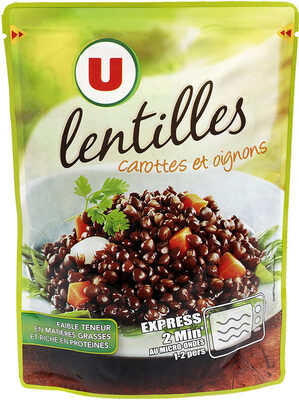 U
lentilles
carottes et oignons
FAIBLE TENEUR
EN MATIÈRES GRASSES
ET RICHE EN PROTÉINES.
EXPRESS
2 Min
AU MICRO-ONDES
1-2 pers